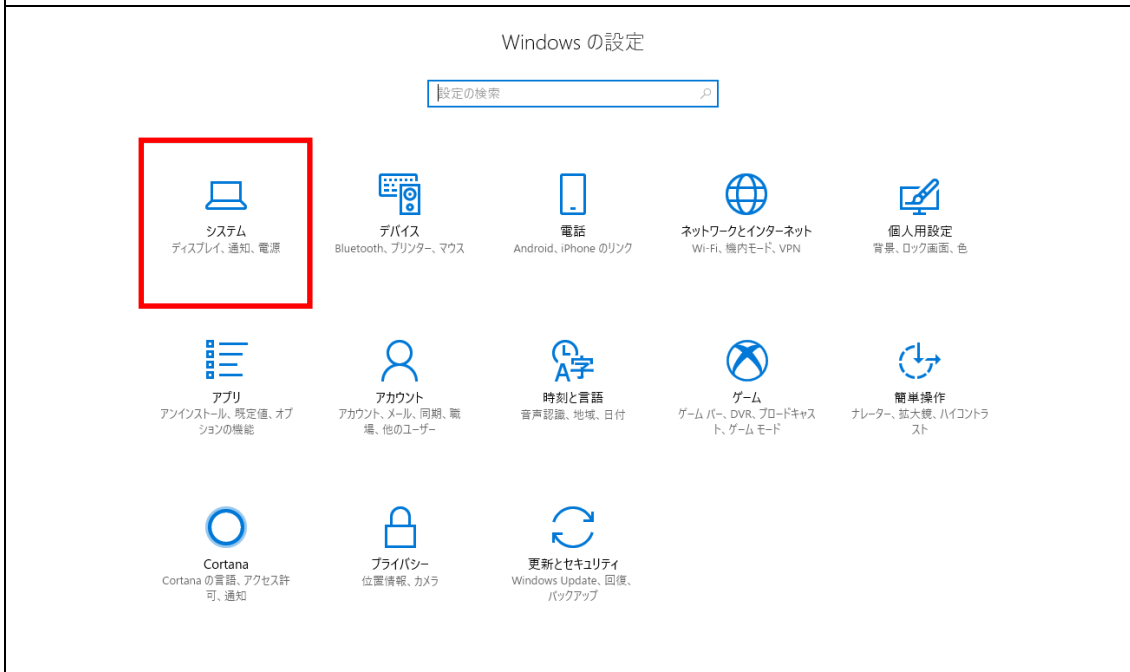 Windows の設定
設定の検索
システム
ディスプレイ、通知、電源
デバイス
Bluetooth、プリンター、マウス
電話
Android、iPhone のリンク
ネットワークとインターネット
Wi-Fi、機内モード、VPN
個人用設定
背景、ロック画面、色
アプリ
アンインストール、既定値、オプ
ションの機能
アカウント
アカウント、メール、同期、職
場、他のユーザー
時刻と言語
音声認識、地域、日付
ゲーム
ゲーム バー、DVR、ブロードキャス
ト、ゲーム モード
簡単操作
ナレーター、拡大鏡、ハイコントラ
スト
Cortana
Cortana の言語、アクセス許
可、通知
プライバシー
位置情報、カメラ
更新とセキュリティ
Windows Update、回復、
バックアップ